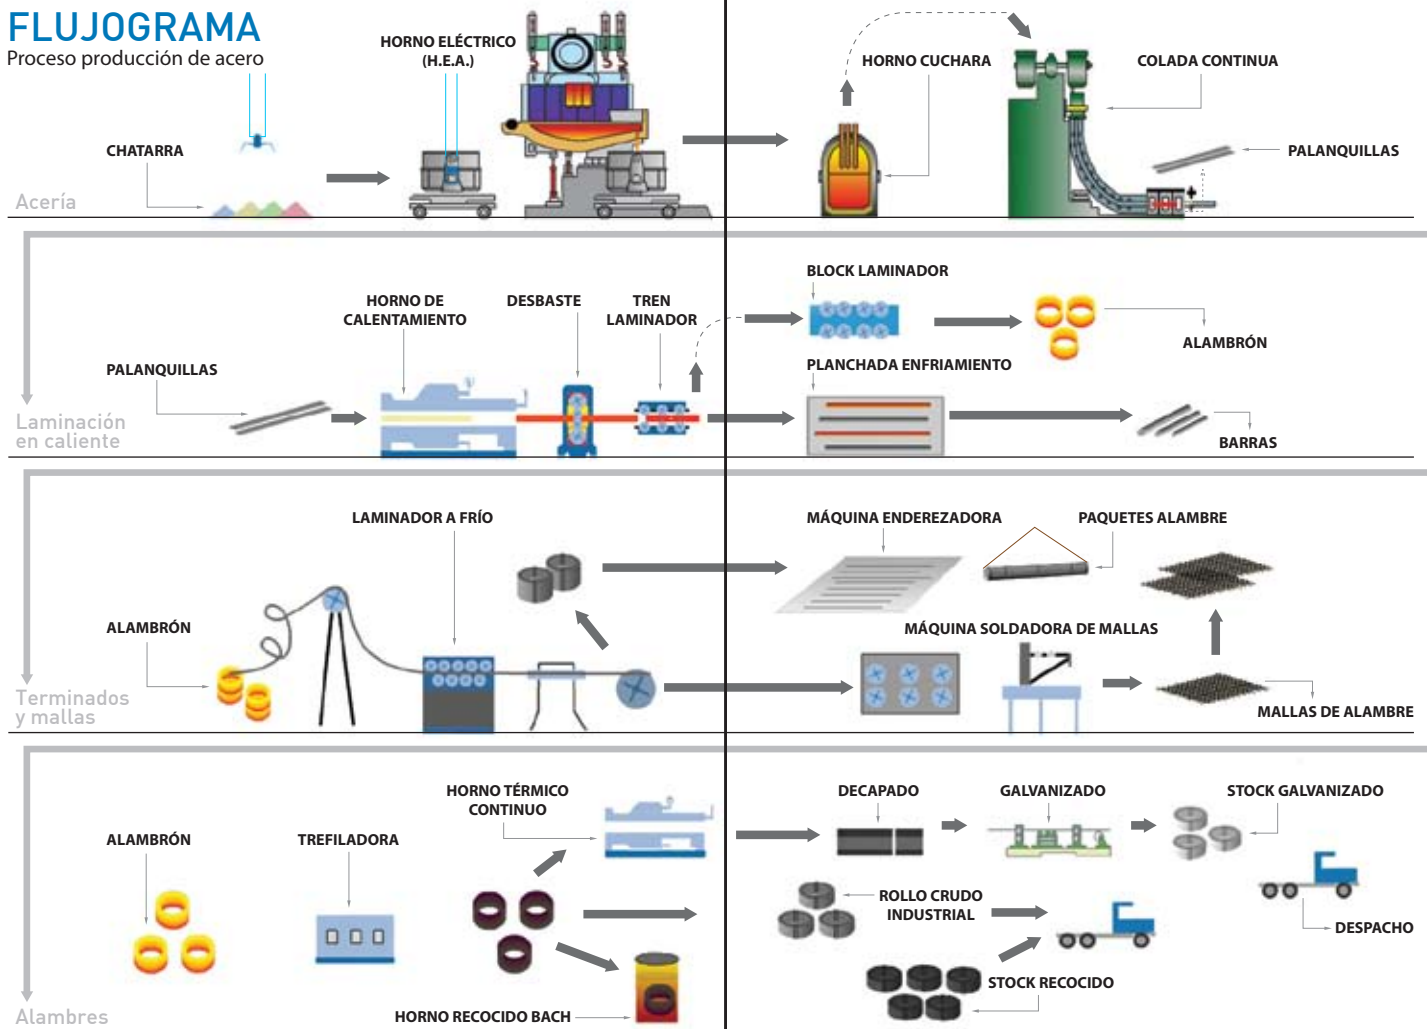 FLUJOGRAMA
Proceso producción de acero
HORNO ELÉCTRICO
(H.E.A.)
HORNO CUCHARA
COLADA CONTINUA
CHATARRA
PALANQUILLAS
Acería
BLOCK LAMINADOR
HORNO DE
CALENTAMIENTO
DESBASTE
TREN
LAMINADOR
ALAMBRÓN
PALANQUILLAS
PLANCHADA ENFRIAMIENTO
BARRAS
Laminación
en caliente
LAMINADOR A FRÍO
MÁQUINA ENDEREZADORA
PAQUETES ALAMBRE
ALAMBRÓN
MÁQUINA SOLDADORA DE MALLAS
MALLAS DE ALAMBRE
Terminados
y mallas
HORNO TÉRMICO
CONTINUO
DECAPADO
GALVANIZADO
STOCK GALVANIZADO
ALAMBRÓN
TREFILADORA
ROLLO CRUDO
INDUSTRIAL
DESPACHO
STOCK RECOCIDO
HORNO RECOCIDO BACH
Alambres